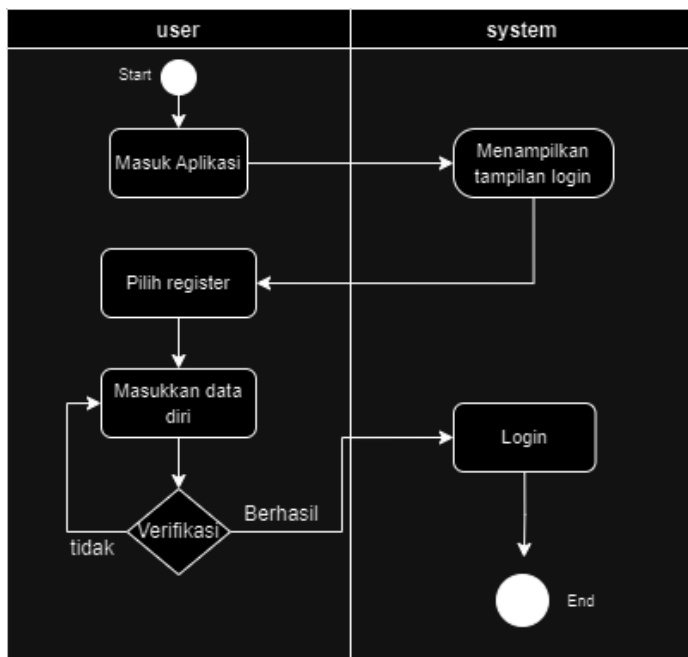 user
system
Start
Masuk Aplikasi
Menampilkan
tampilan login
Pilih register
Masukkan data
diri
Login
Verifikasi
Berhasil
tidak
End